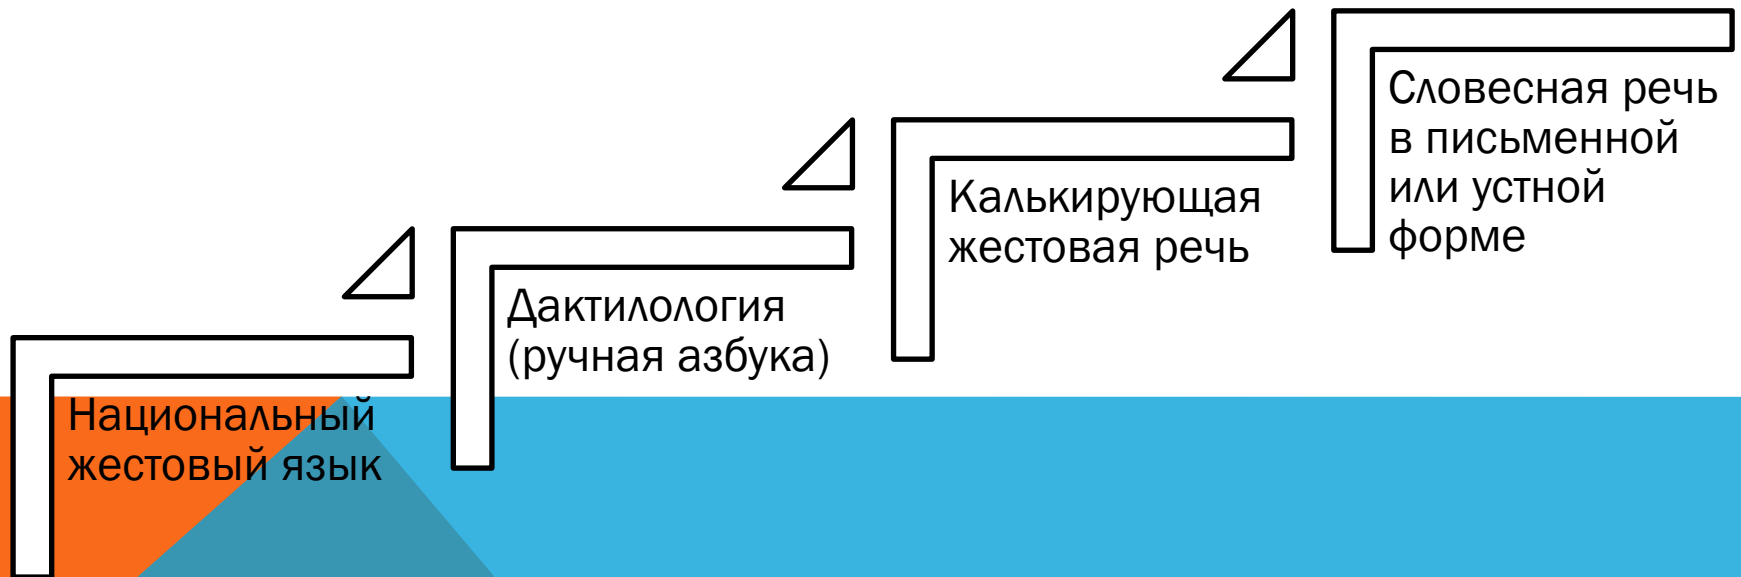 Национальный
жестовый язык
Дактилология
(ручная азбука)
Калькирующая
жестовая речь
Словесная речь
в письменной
или устной
форме